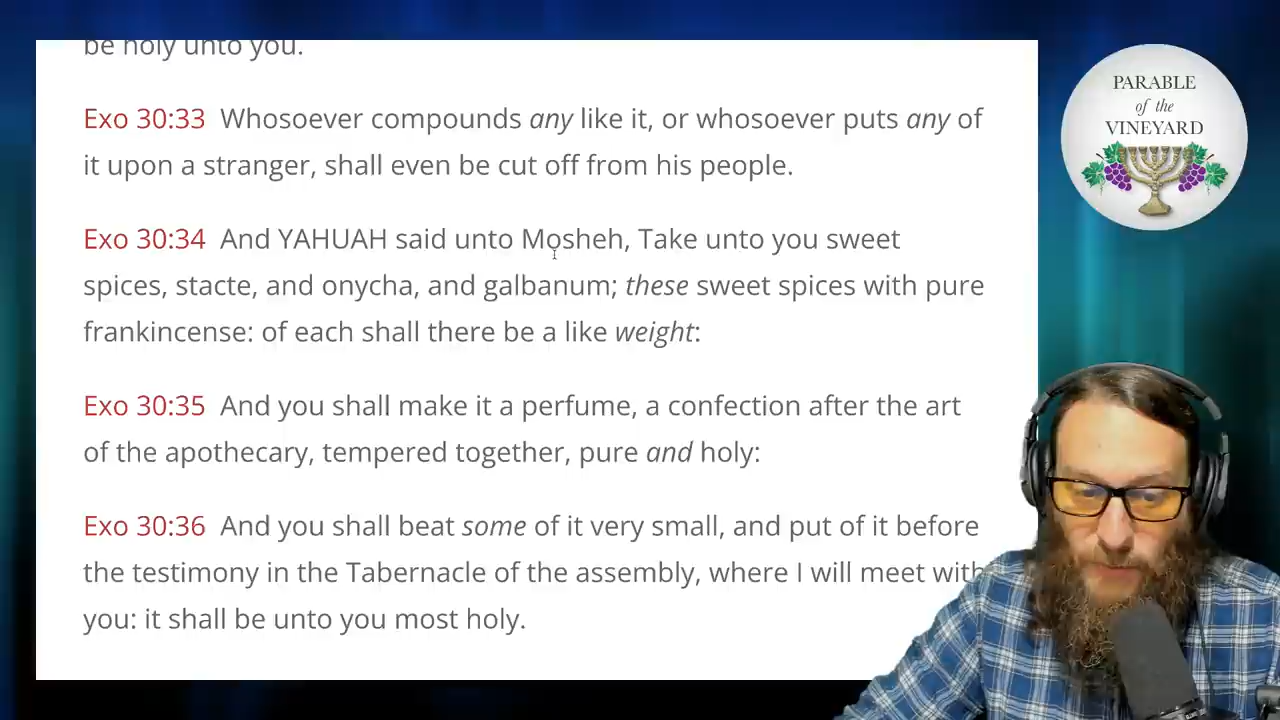 be holy unto you.
Exo 30:33 Whosoever compounds any like it, or whosoever puts any of
it upon a stranger, shall even be cut off from his people.
Exo 30:34 And YAHUAH said unto Mosheh, Take unto you sweet
spices, stacte, and onycha, and galbanum; these sweet spices with pure
frankincense: of each shall there be a like weight:
Exo 30:35 And you shall make it a perfume, a confection after the art
of the apothecary, tempered together, pure and holy:
Exo 30:36 And you shall beat some of it very small, and put of it before
the testimony in the Tabernacle of the assembly, where I will meet with
you: it shall be unto you most holy.
PARABLE
of the
VINEYARD